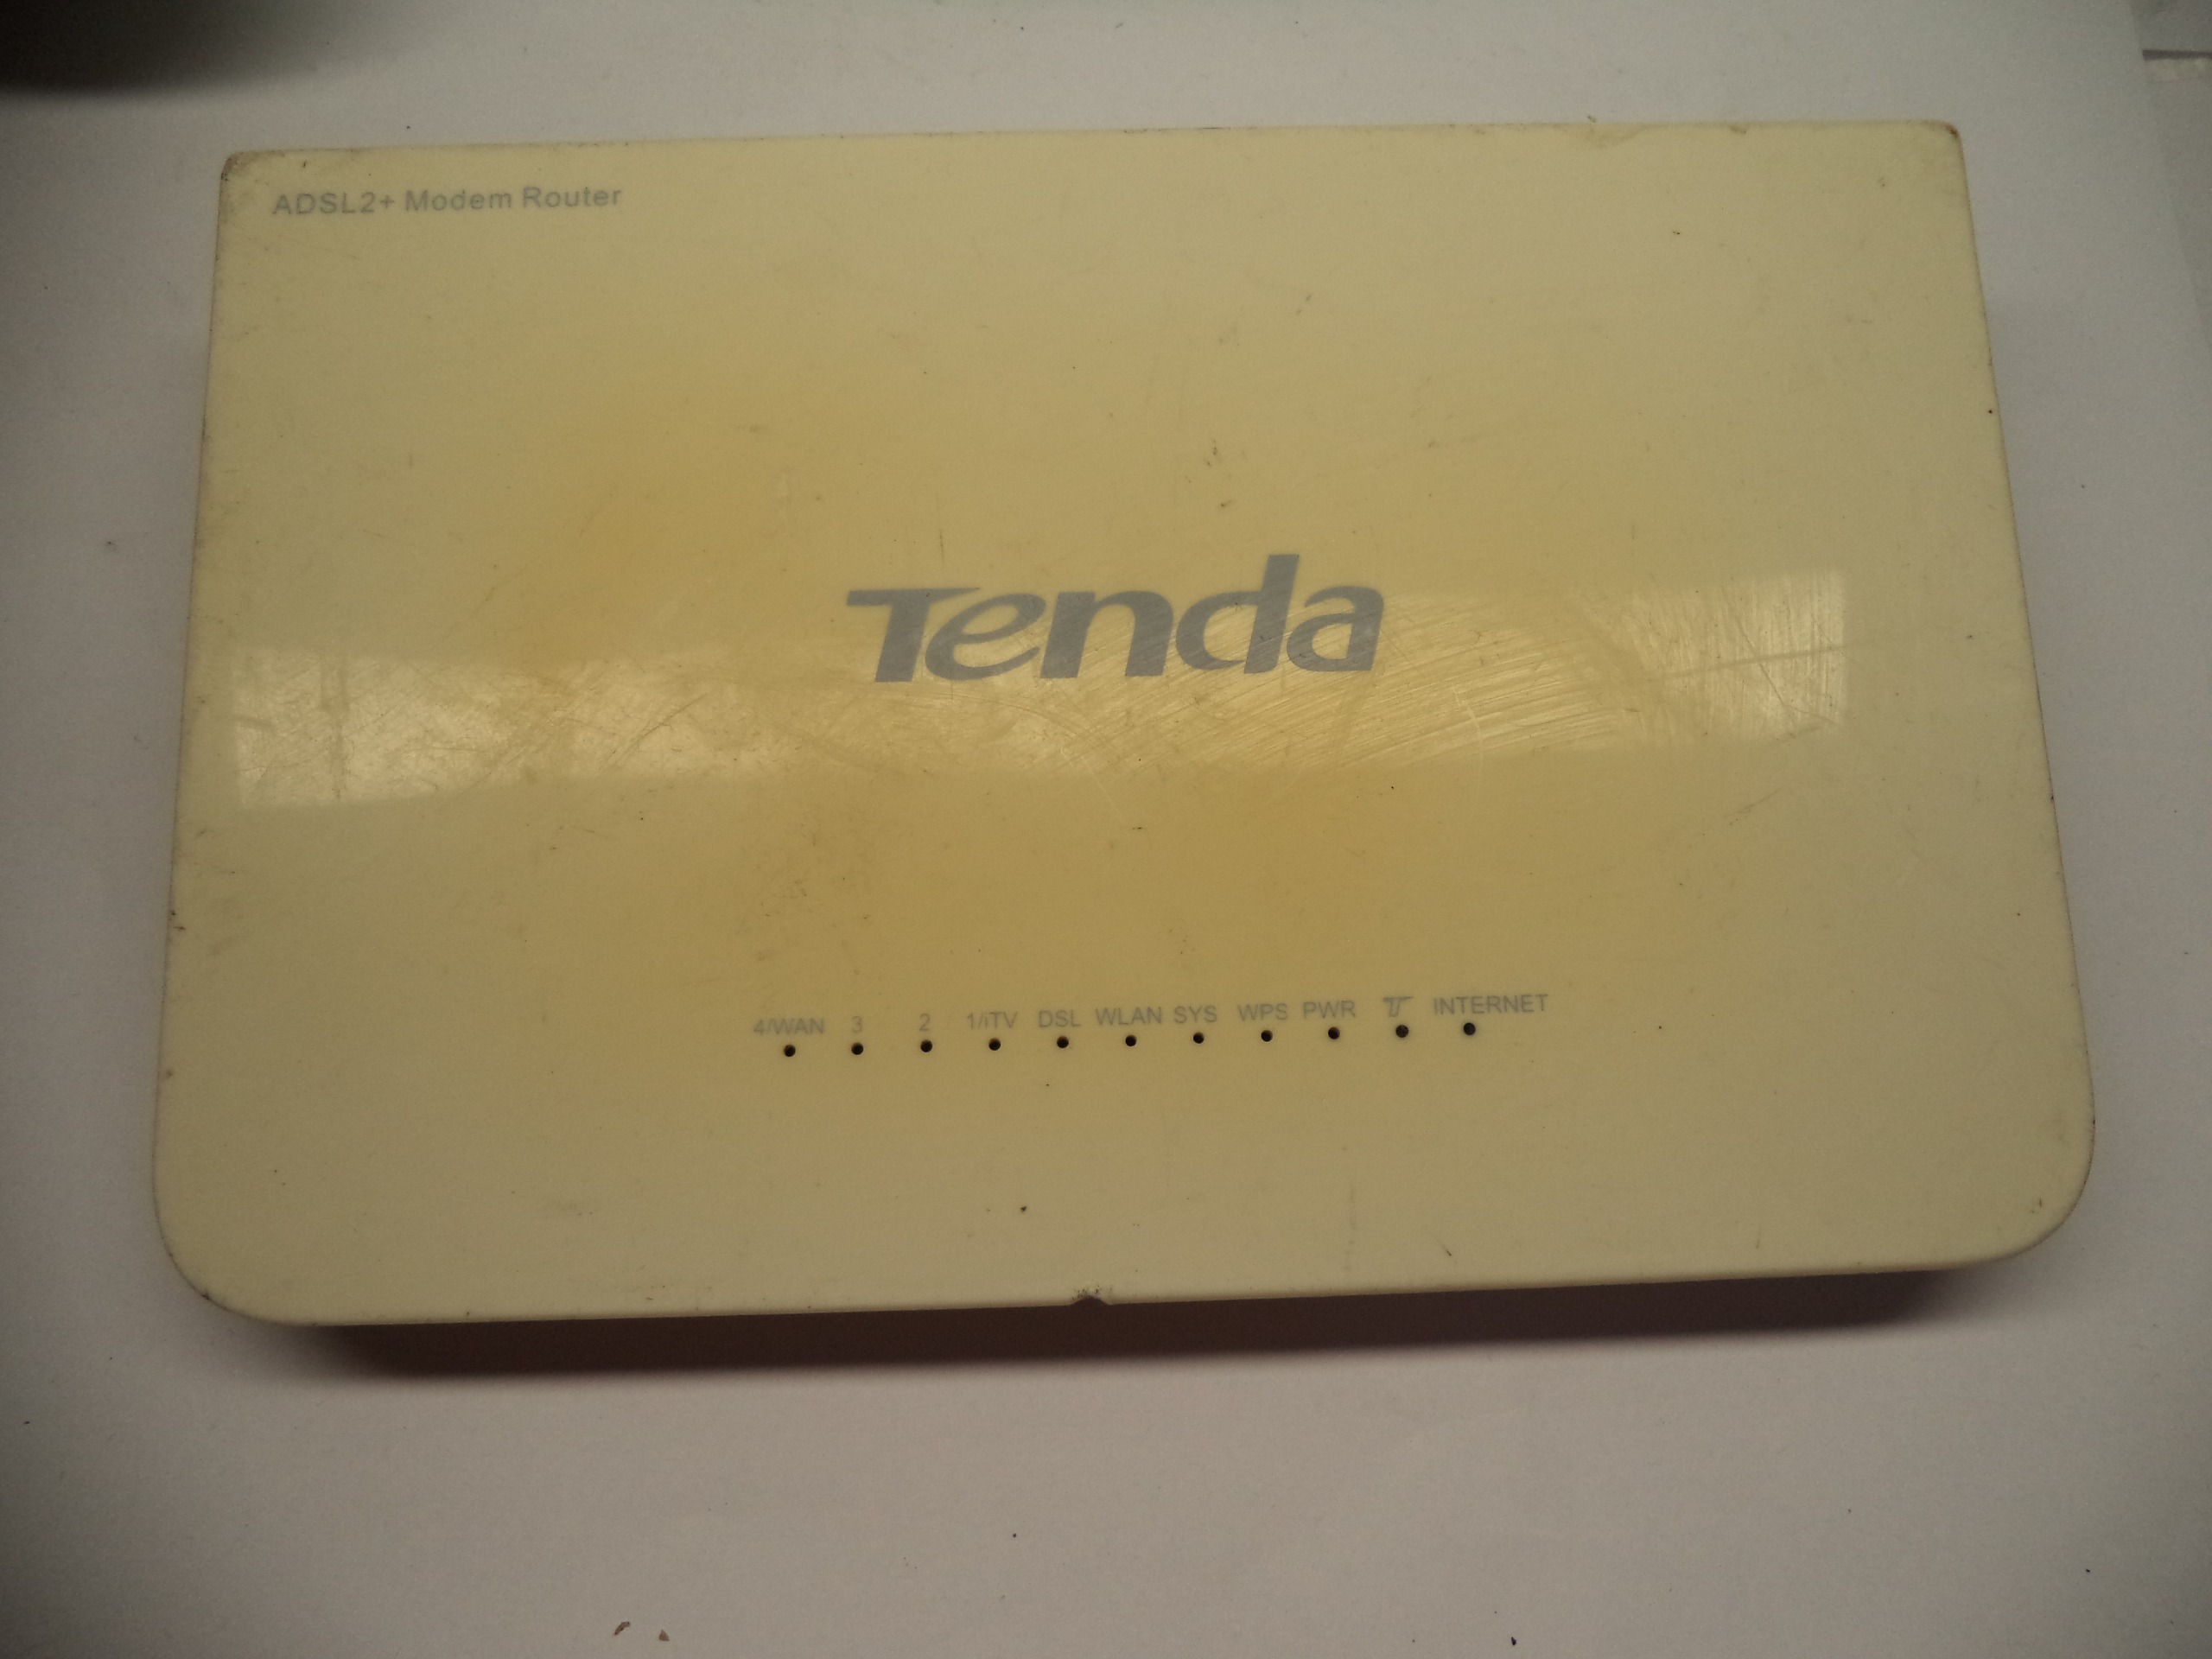 ADSL2+ Modem Router
Tenda
4/WAN 3 2 1/iTV DSL WLAN SYS WPS PWR T INTERNET